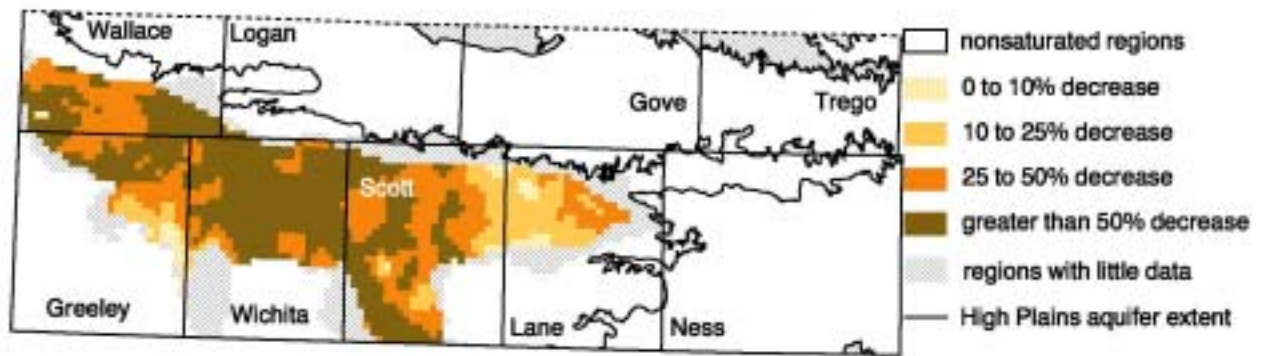 Wallace
Logan
Gove
Trego
Scott
Greeley
Wichita
Lane
Ness
nonsaturated regions
0 to 10% decrease
10 to 25% decrease
25 to 50% decrease
greater than 50% decrease
regions with little data
High Plains aquifer extent